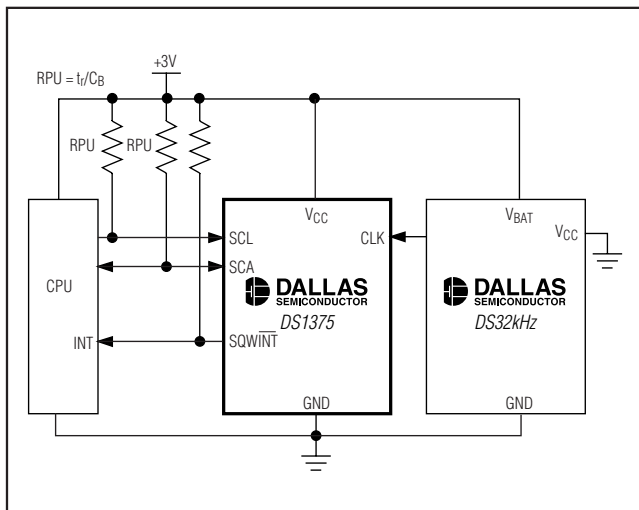 +3V
RPU = tr/CB
RPU
RPU
VCC
VBAT
SCL
CLK
VCC
CPU
SCA
DALLAS
SEMICONDUCTOR
DS1375
DALLAS
SEMICONDUCTOR
DS32kHz
INT
SQWINT
GND
GND